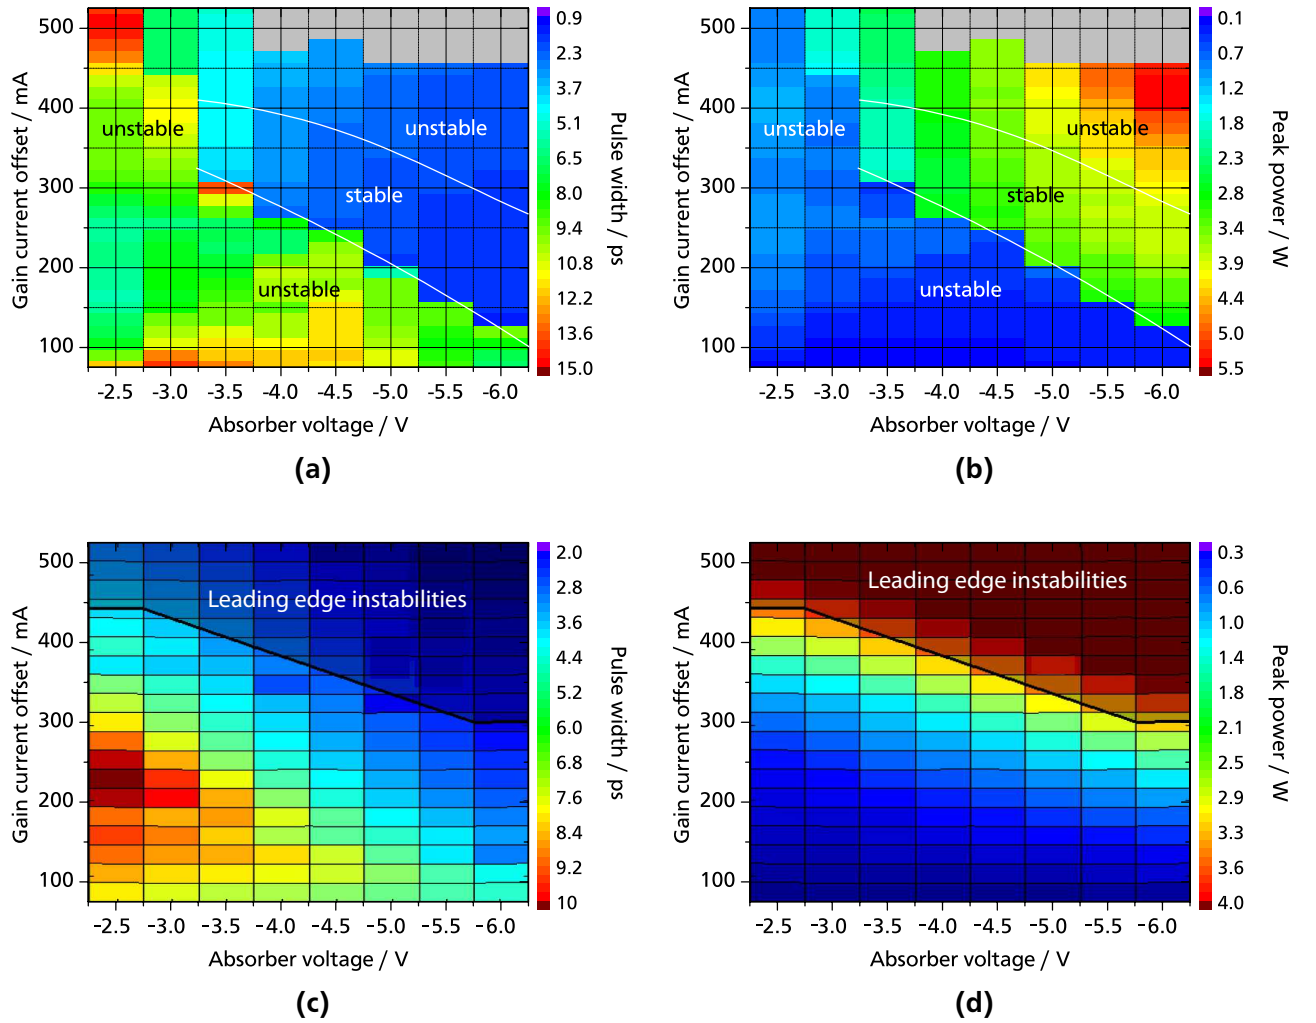 500
400
300
200
100
Gain current offset / mA
unstable
unstable
stable
unstable
-2.5 -3.0 -3.5 -4.0 -4.5 -5.0 -5.5 -6.0
Absorber voltage / V
0.9
2.3
3.7
5.1
6.5
8.0
9.4
10.8
12.2
13.6
15.0
Pulse width / ps
(a)
500
400
300
200
100
Gain current offset / mA
unstable
unstable
stable
unstable
-2.5 -3.0 -3.5 -4.0 -4.5 -5.0 -5.5 -6.0
Absorber voltage / V
0.1
0.7
1.2
1.8
2.3
2.8
3.4
3.9
4.4
5.0
5.5
Peak power / W
(b)
500
400
300
200
100
Gain current offset / mA
Leading edge instabilities
-2.5 -3.0 -3.5 -4.0 -4.5 -5.0 -5.5 -6.0
Absorber voltage / V
2.0
2.8
3.6
4.4
5.2
6.0
6.8
7.6
8.4
9.2
10
Pulse width / ps
(c)
500
400
300
200
100
Gain current offset / mA
Leading edge instabilities
-2.5 -3.0 -3.5 -4.0 -4.5 -5.0 -5.5 -6.0
Absorber voltage / V
0.3
0.6
1.0
1.4
1.8
2.1
2.5
2.9
3.3
3.6
4.0
Peak power / W
(d)